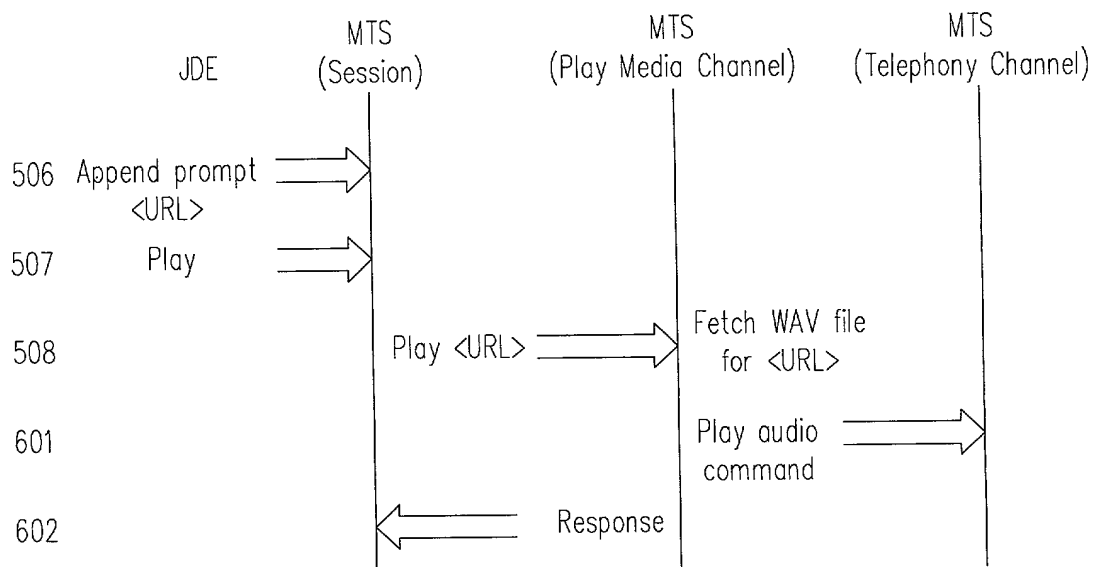 JDE
MTS
(Session)
MTS
(Play Media Channel)
MTS
(Telephony Channel)
506 Append prompt
<URL>
507 Play
508 Play <URL> Fetch WAV file
for <URL>
601 Play audio
command
602 Response